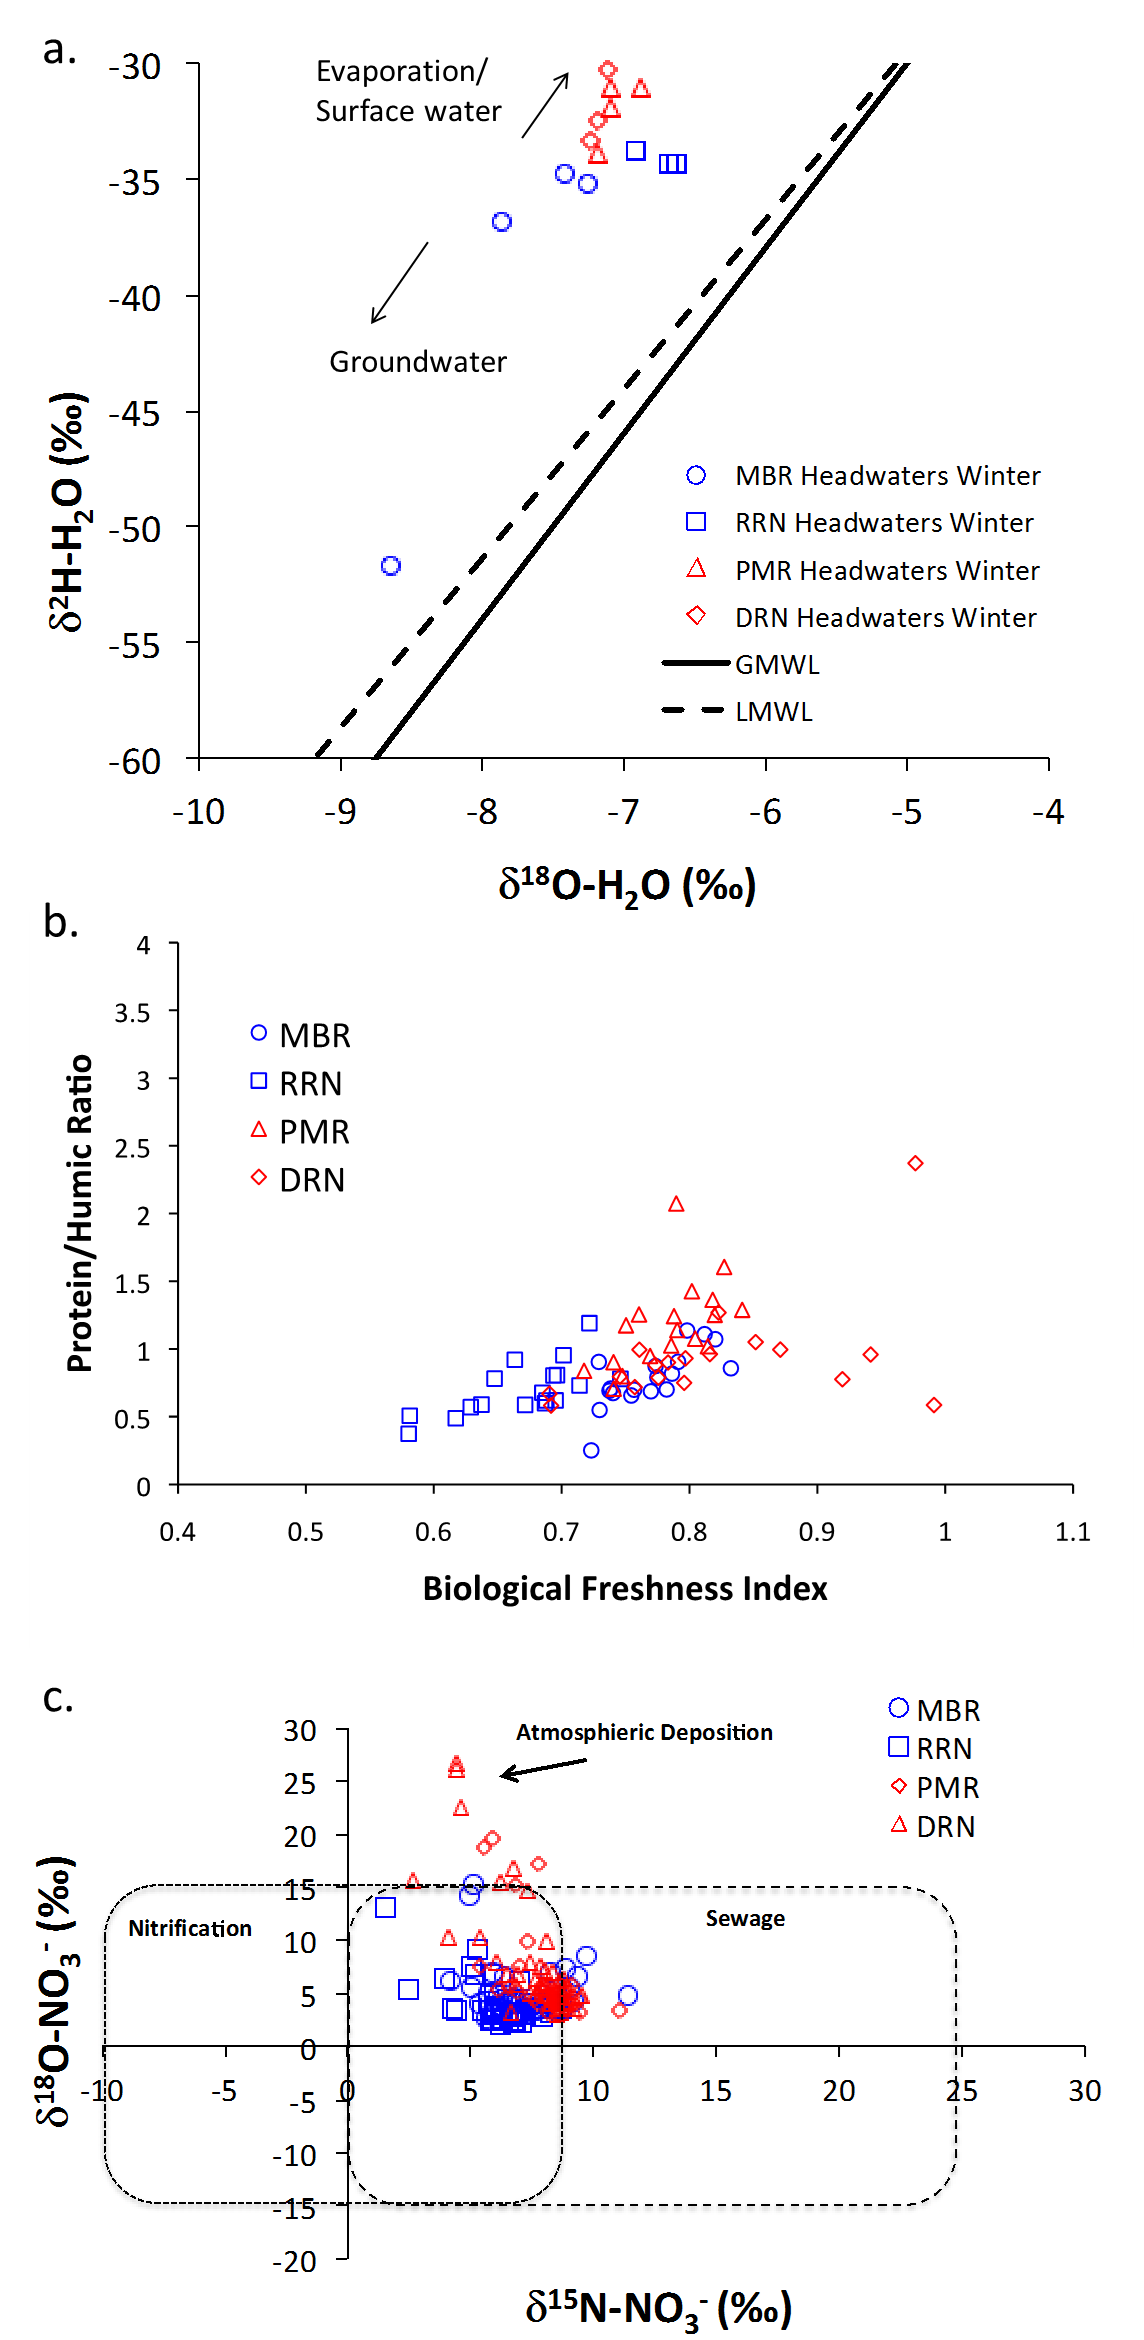 a.
-30
-35
-40
-45
-50
-55
-60
Evaporation/
Surface water
Groundwater
MBR Headwaters Winter
RRN Headwaters Winter
PMR Headwaters Winter
DRN Headwaters Winter
GMWL
LMWL
-10 -9 -8 -7 -6 -5 -4
δ²H-H₂O (‰)
δ¹⁸O-H₂O (‰)
b.
4
3.5
3
2.5
2
1.5
1
0.5
0
MBR
RRN
PMR
DRN
0.4 0.5 0.6 0.7 0.8 0.9 1 1.1
Protein/Humic Ratio
Biological Freshness Index
c.
30
25
20
15
10
5
0
-5
-10
-15
-20
Atmosphieric Deposition
MBR
RRN
PMR
DRN
Nitrification
Sewage
-10 -5 0 5 10 15 20 25 30
δ¹⁸O-NO₃⁻ (‰)
δ¹⁵N-NO₃⁻ (‰)